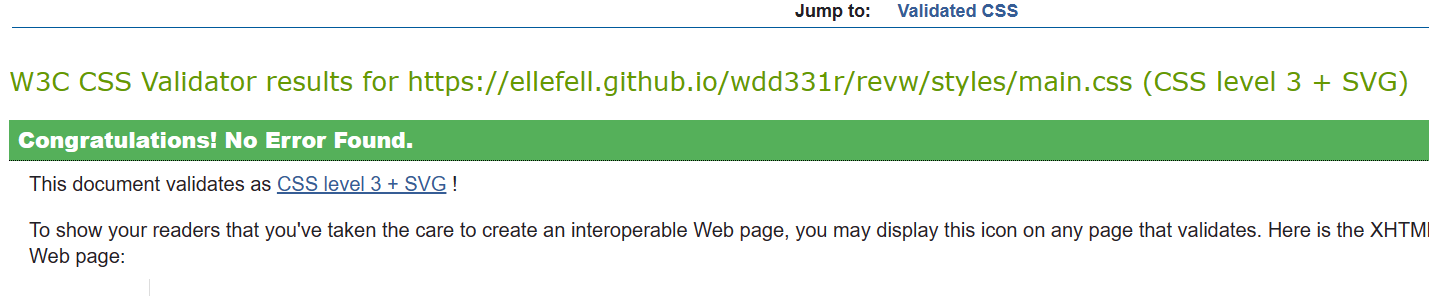 Jump to: Validated CSS
W3C CSS Validator results for https://ellefell.github.io/wdd331r/revw/styles/main.css (CSS level 3 + SVG)
Congratulations! No Error Found.
This document validates as CSS level 3 + SVG !
To show your readers that you've taken the care to create an interoperable Web page, you may display this icon on any page that validates. Here is the
Web page: